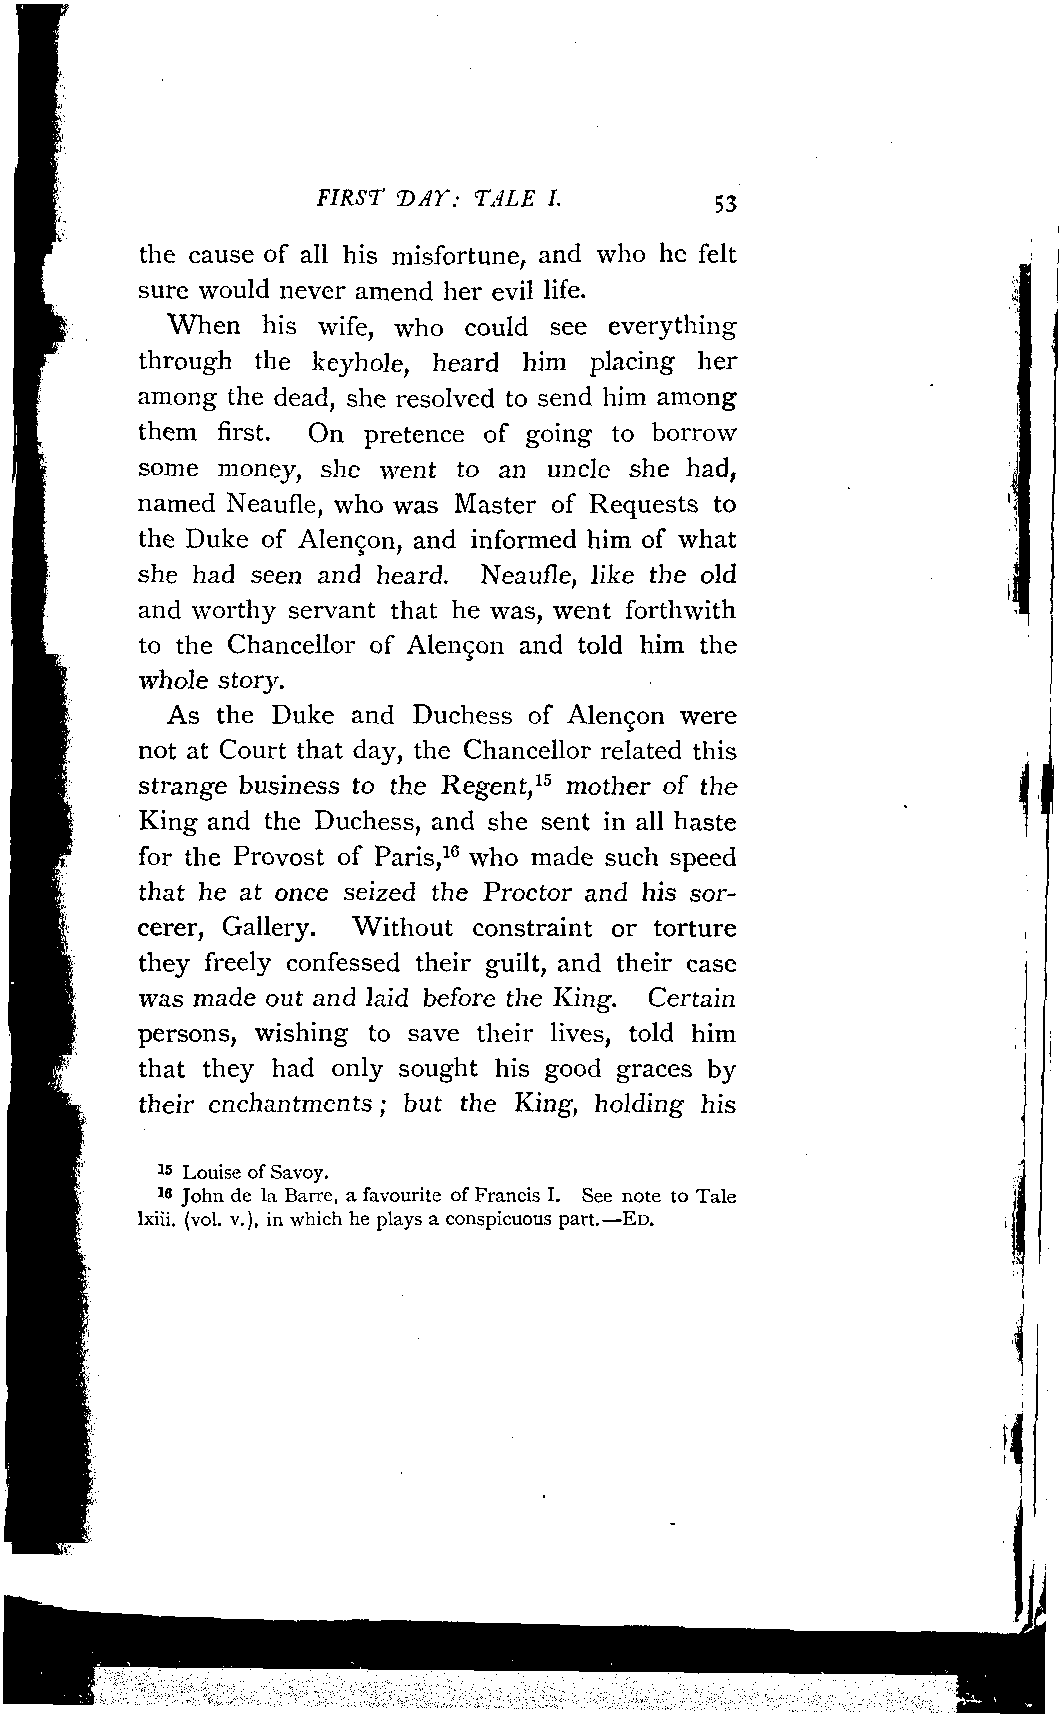 FIRST DAY: TALE I. 53
the cause of all his misfortune, and who he felt
sure would never amend her evil life.
When his wife, who could see everything
through the keyhole, heard him placing her
among the dead, she resolved to send him among
them first. On pretence of going to borrow
some money, she went to an uncle she had,
named Neaufle, who was Master of Requests to
the Duke of Alençon, and informed him of what
she had seen and heard. Neaufle, like the old
and worthy servant that he was, went forthwith
to the Chancellor of Alençon and told him the
whole story.
As the Duke and Duchess of Alençon were
not at Court that day, the Chancellor related this
strange business to the Regent,¹⁵ mother of the
King and the Duchess, and she sent in all haste
for the Provost of Paris,¹⁶ who made such speed
that he at once seized the Proctor and his sor-
cerer, Gallery. Without constraint or torture
they freely confessed their guilt, and their case
was made out and laid before the King. Certain
persons, wishing to save their lives, told him
that they had only sought his good graces by
their enchantments; but the King, holding his
¹⁵ Louise of Savoy.
¹⁶ John de la Barre, a favourite of Francis I. See note to Tale
lxiii. (vol. v.), in which he plays a conspicuous part.—ED.